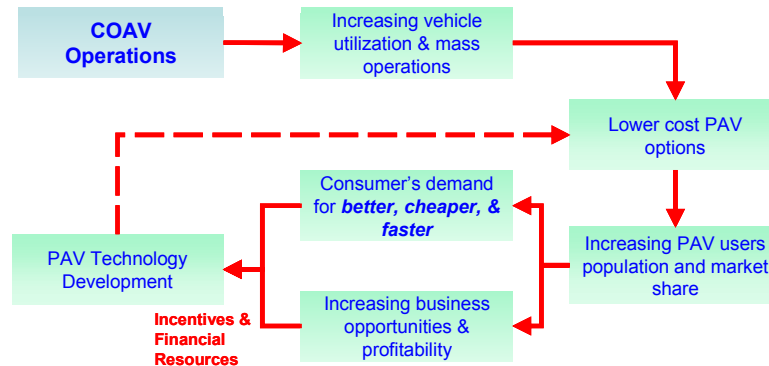 COAV
Operations
Increasing vehicle
utilization & mass
operations
Lower cost PAV
options
Consumer's demand
for better, cheaper, &
faster
PAV Technology
Development
Increasing PAV users
population and market
share
Increasing business
opportunities &
profitability
Incentives &
Financial
Resources